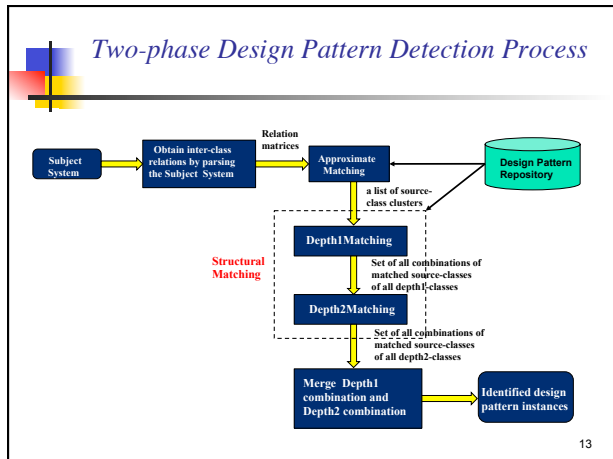 Two-phase Design Pattern Detection Process
Subject
System
Obtain inter-class
relations by parsing
the Subject System
Relation
matrices
Approximate
Matching
Design Pattern
Repository
a list of source-
class clusters
Structural
Matching
Depth1Matching
Set of all combinations of
matched source-classes
of all depth1-classes
Depth2Matching
Set of all combinations of
matched source-classes
of all depth2-classes
Merge Depth1
combination and
Depth2 combination
Identified design
pattern instances
13